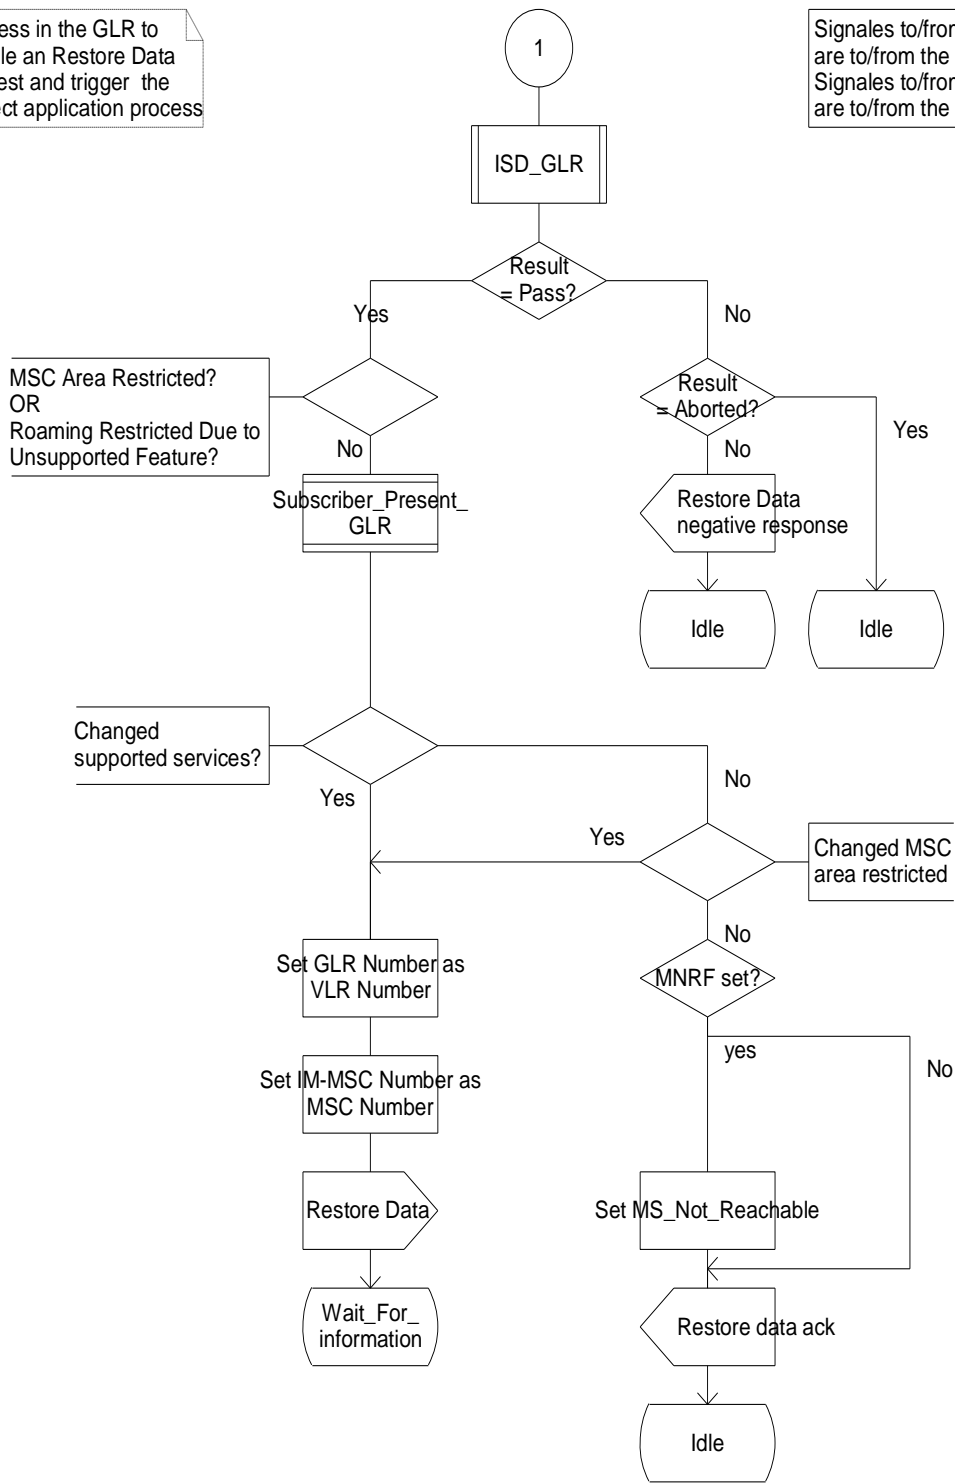 ess in the GLR to
le an Restore Data
est and trigger the
ect application process
1
Signales to/from
are to/from the
Signales to/from
are to/from the
ISD_GLR
Result
= Pass?
Yes
No
MSC Area Restricted?
OR
Roaming Restricted Due to
Unsupported Feature?
No
Result
= Aborted?
Yes
No
Subscriber_Present_
GLR
Restore Data
negative response
Idle
Idle
Changed
supported services?
Yes
No
Yes
Changed MSC
area restricted
No
MNRF set?
yes
No
Set GLR Number as
VLR Number
Set IM-MSC Number as
MSC Number
Restore Data
Set MS_Not_Reachable
Wait_For_
information
Restore data ack
Idle